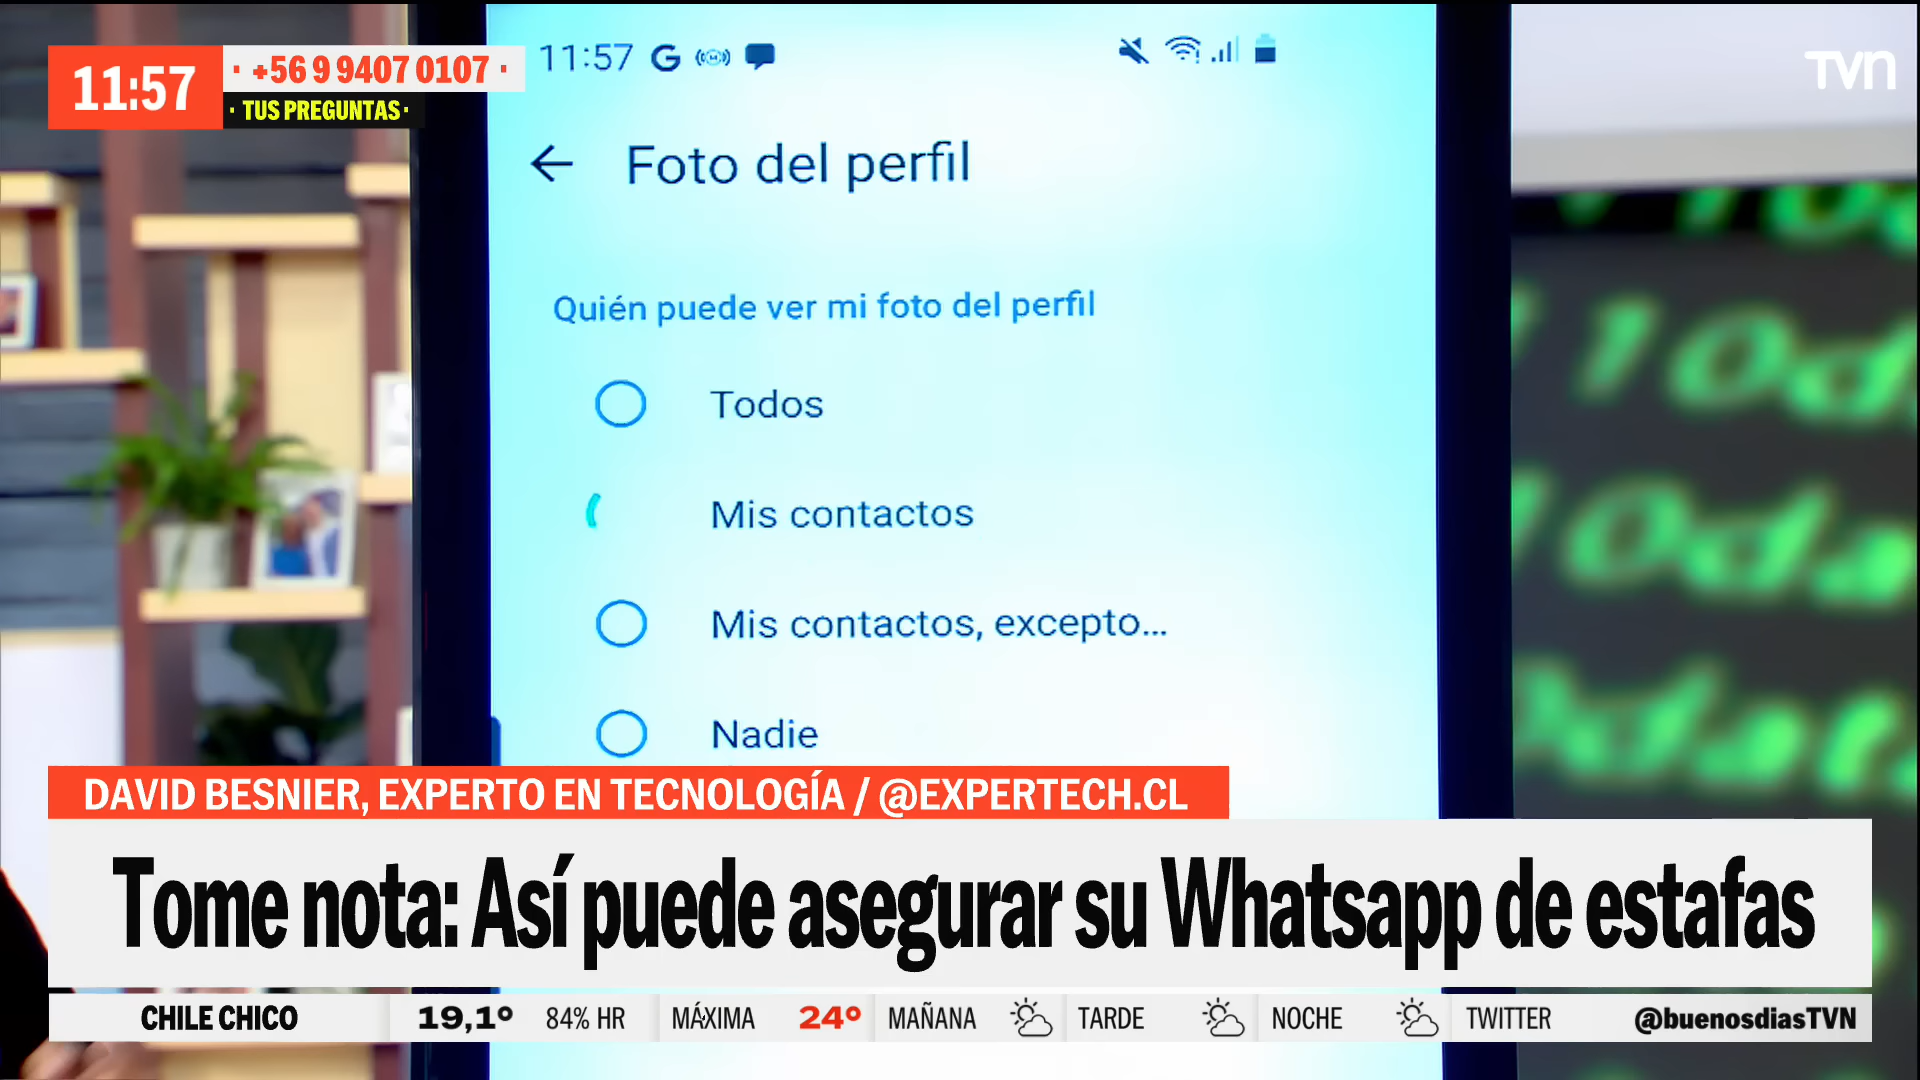 11:57
· +56 9 9407 0107 ·
· TUS PREGUNTAS ·
11:57
TVN
Foto del perfil
Quién puede ver mi foto del perfil
Todos
Mis contactos
Mis contactos, excepto...
Nadie
DAVID BESNIER, EXPERTO EN TECNOLOGÍA / @EXPERTECH.CL
Tome nota: Así puede asegurar su Whatsapp de estafas
CHILE CHICO 19,1° 84% HR MÁXIMA 24° MAÑANA TARDE NOCHE TWITTER @buenosdiasTVN